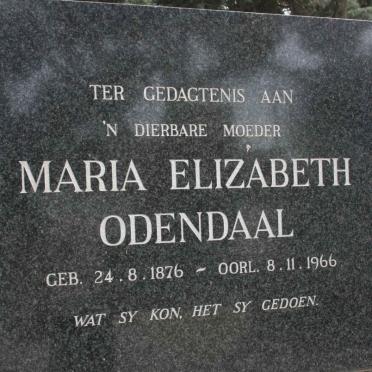 TER GEDAGTENIS AAN
'N DIERBARE MOEDER
MARIA ELIZABETH
ODENDAAL
GEB. 24.8.1876 ~ OORL. 8.11.1966
WAT SY KON, HET SY GEDOEN.